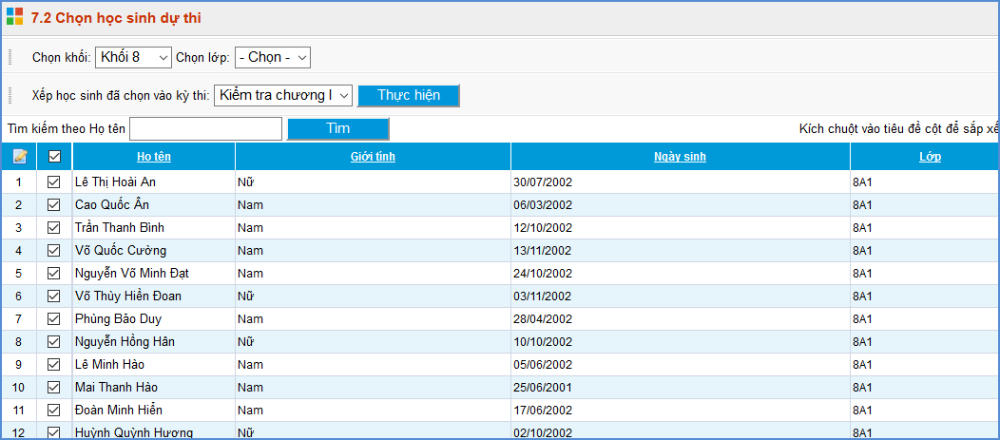 7.2 Chọn học sinh dự thi
Chọn khối: Khối 8 Chọn lớp: - Chọn -
Xếp học sinh đã chọn vào kỳ thi: Kiểm tra chương I Thực hiện
Tìm kiếm theo Họ tên Tìm Kích chuột vào tiêu đề cột để sắp xế
Họ tên Giới tính Ngày sinh Lớp
1 Lê Thị Hoài An Nữ 30/07/2002 8A1
2 Cao Quốc Ân Nam 06/03/2002 8A1
3 Trần Thanh Bình Nam 12/10/2002 8A1
4 Võ Quốc Cường Nam 13/11/2002 8A1
5 Nguyễn Võ Minh Đạt Nam 24/10/2002 8A1
6 Võ Thùy Hiền Đoan Nữ 03/11/2002 8A1
7 Phùng Bảo Duy Nam 28/04/2002 8A1
8 Nguyễn Hồng Hân Nữ 10/10/2002 8A1
9 Lê Minh Hào Nam 05/06/2002 8A1
10 Mai Thanh Hào Nam 25/06/2001 8A1
11 Đoàn Minh Hiển Nam 17/06/2002 8A1
12 Huỳnh Quỳnh Hương Nữ 02/10/2002 8A1